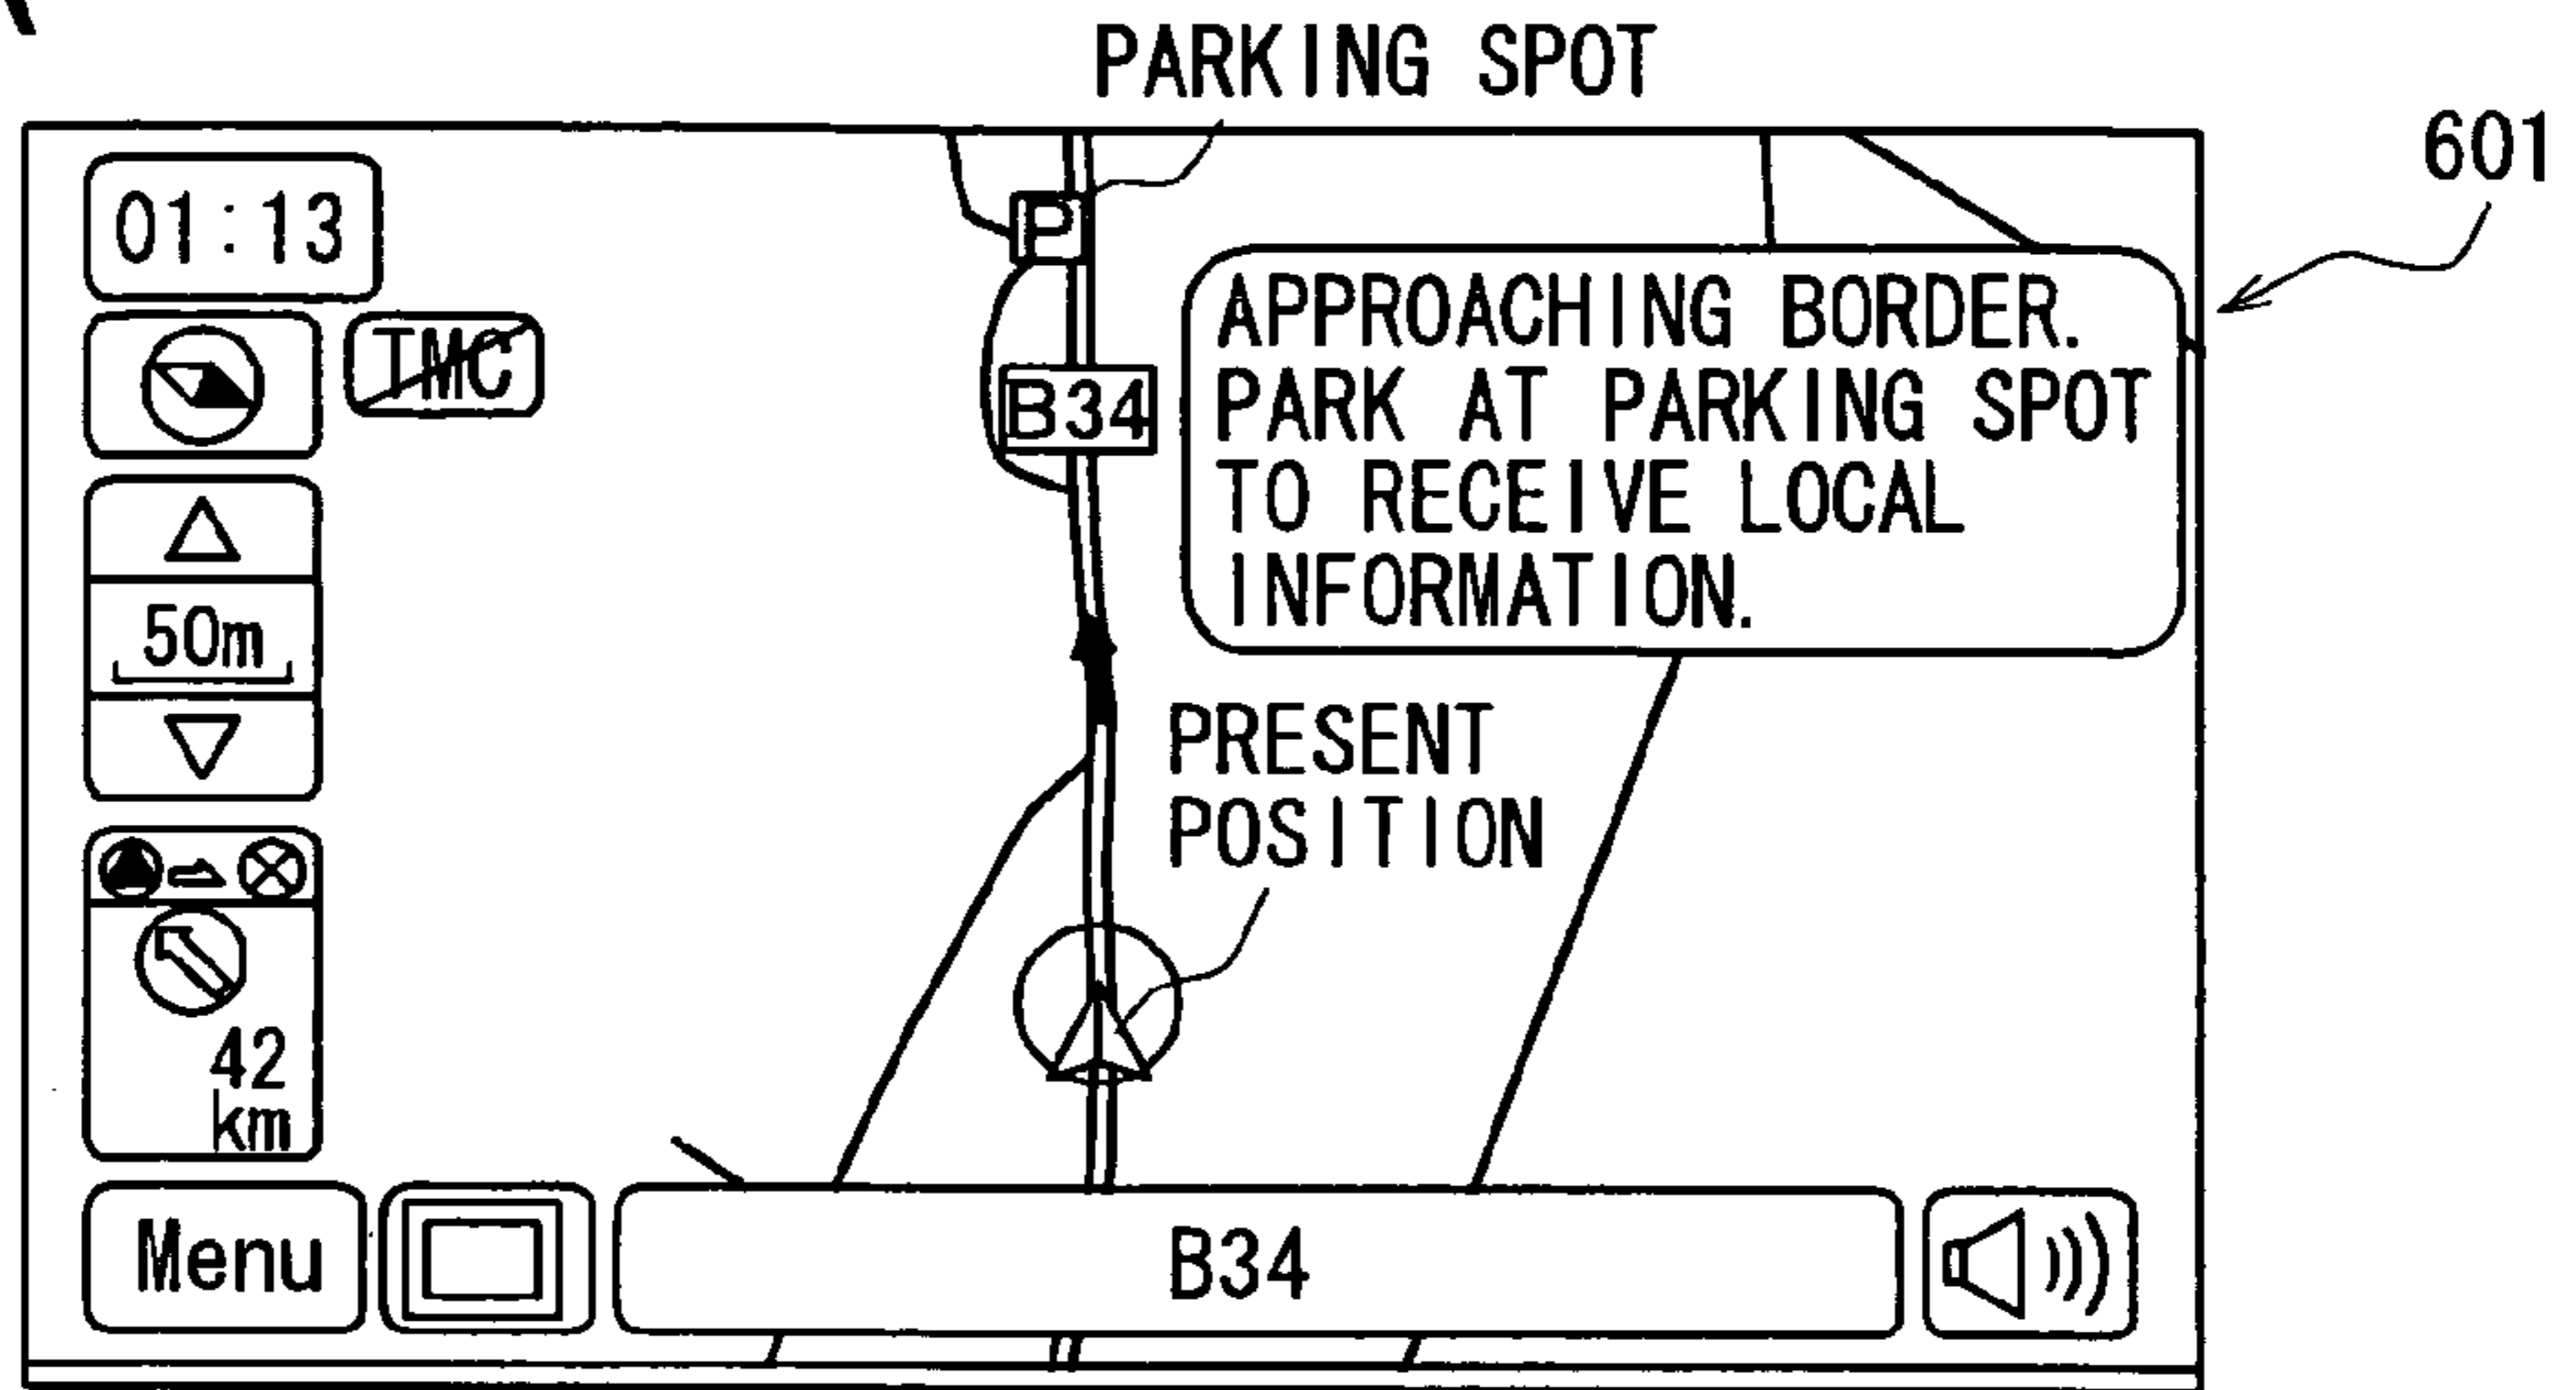 PARKING SPOT
601
01:13
P
TMC
APPROACHING BORDER.
PARK AT PARKING SPOT
TO RECEIVE LOCAL
INFORMATION.
B34
50m
PRESENT
POSITION
42
km
Menu
B34